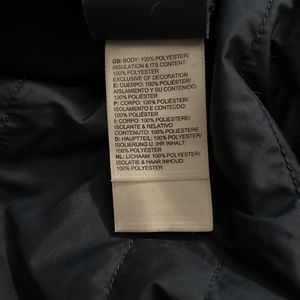 GB: BODY: 100% POLYESTER/
INSULATION & ITS CONTENT:
100% POLYESTER
EXCLUSIVE OF DECORATION
E: CUERPO: 100% POLIÉSTER/
AISLAMIENTO Y SU CONTENIDO:
100% POLIÉSTER
P: CORPO: 100% POLIÉSTER/
ISOLAMENTO E SEU CONTEÚDO:
100% POLIÉSTER
I: CORPO: 100% POLIESTERE/
ISOLANTE & RELATIVO
CONTENUTO: 100% POLIESTERE
D: HAUPTTEIL: 100% POLYESTER/
ISOLIERUNG U. IHR INHALT:
100% POLYESTER
NL: LICHAAM: 100% POLYESTER/
ISOLATIE & HAAR INHOUD:
100% POLYESTER